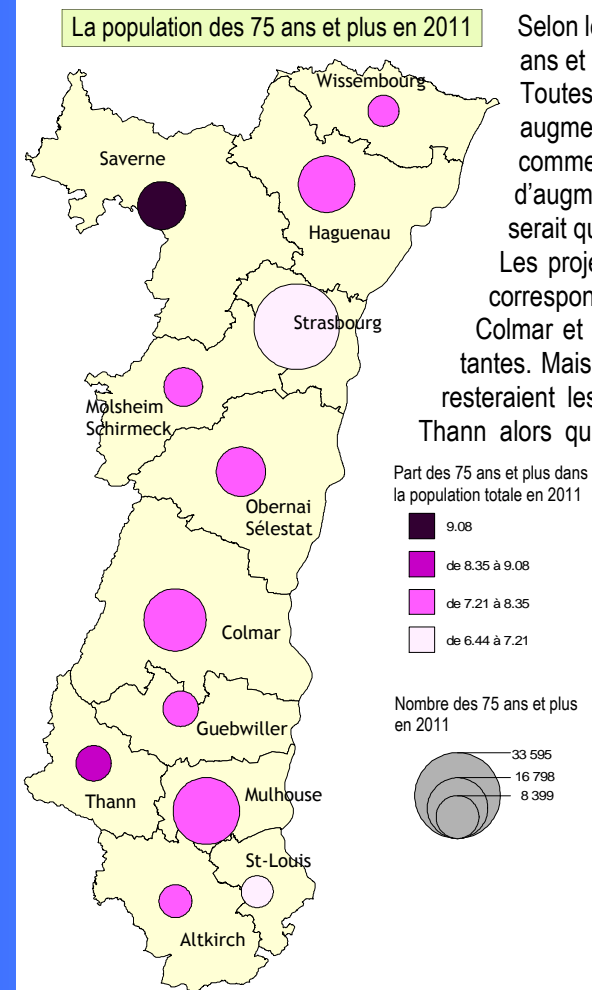 La population des 75 ans et plus en 2011
Selon le
ans et
Toutes
augme
comme
d'augm
serait qu
Les proje
correspon
Colmar et
tantes. Mais
resteraient les
Thann alors qu
Wissembourg
Saverne
Haguenau
Strasbourg
Molsheim
Schirmeck
Obernai
Sélestat
Colmar
Guebwiller
Thann
Mulhouse
St-Louis
Altkirch
Part des 75 ans et plus dans
la population totale en 2011
9.08
de 8.35 à 9.08
de 7.21 à 8.35
de 6.44 à 7.21
Nombre des 75 ans et plus
en 2011
33 595
16 798
8 399